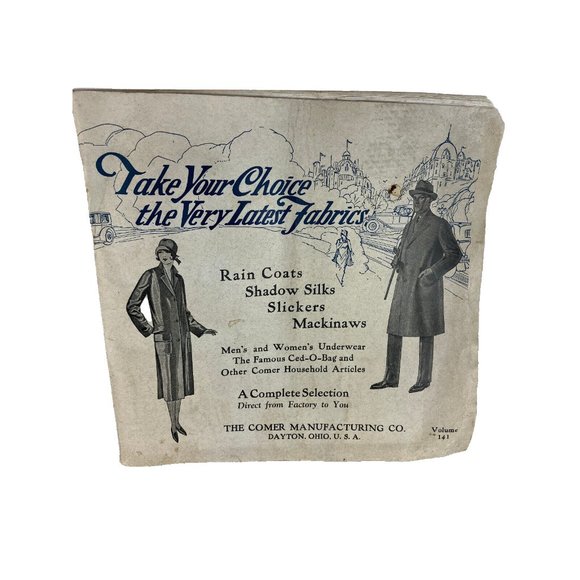 Take Your Choice
the Very Latest Fabrics
Rain Coats
Shadow Silks
Slickers
Mackinaws
Men's and Women's Underwear
The Famous Ced-O-Bag and
Other Comer Household Articles
A Complete Selection
Direct from Factory to You
THE COMER MANUFACTURING CO.
DAYTON, OHIO, U. S. A.
Volume
141